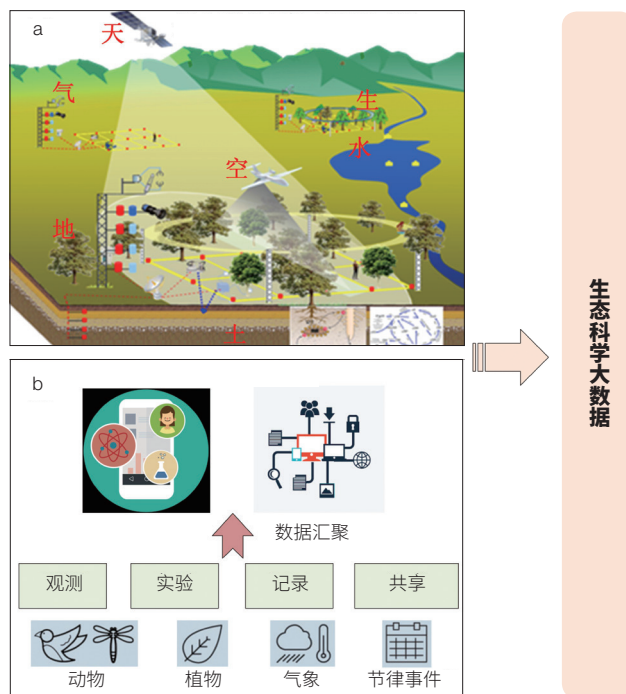 a
天
气
生
水
空
地
土
b
数据汇聚
观测
实验
记录
共享
动物
植物
气象
节律事件
生态科学大数据